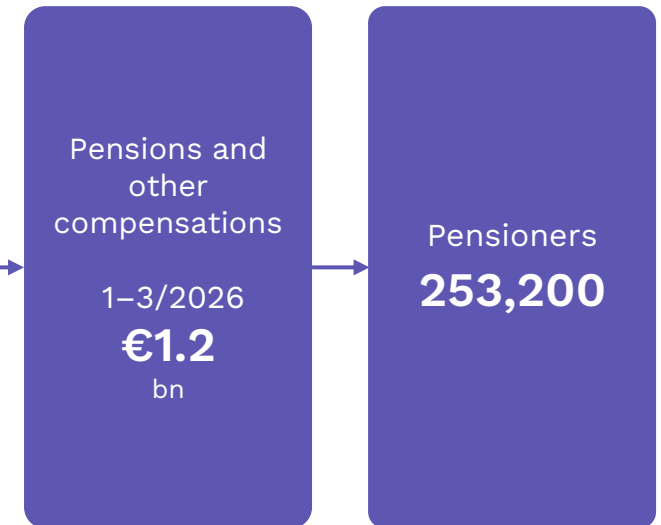 Pensions and
other
compensations
1–3/2026
€1.2
bn
Pensioners
253,200